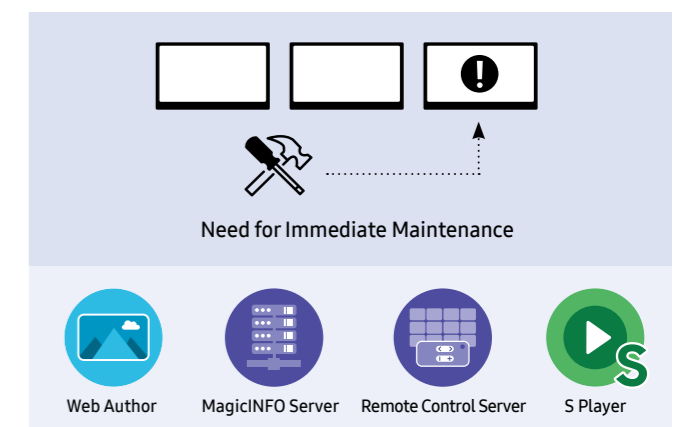 Need for Immediate Maintenance
S
Web Author
MagicINFO Server
Remote Control Server
S Player